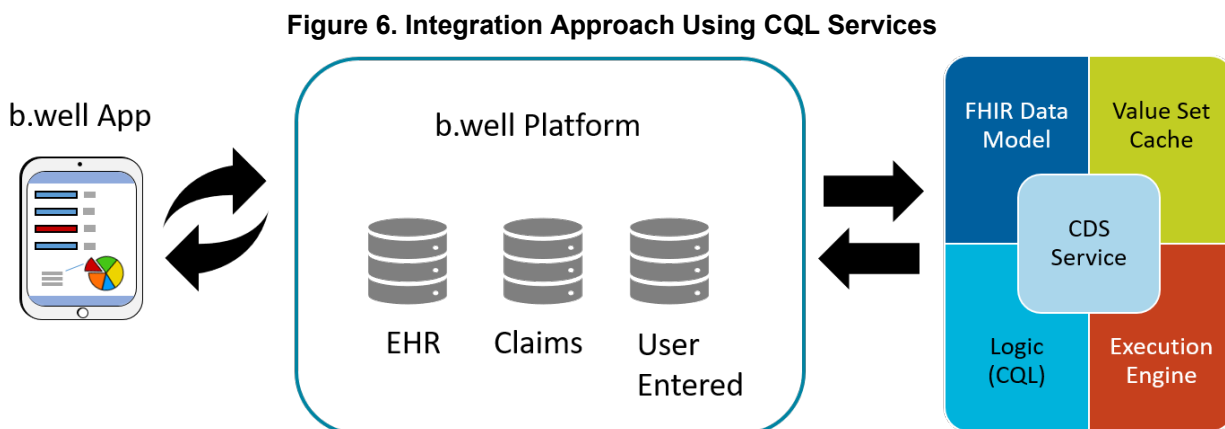 Figure 6. Integration Approach Using CQL Services
b.well App
b.well Platform
EHR
Claims
User
Entered
FHIR Data
Model
Value Set
Cache
CDS
Service
Logic
(CQL)
Execution
Engine